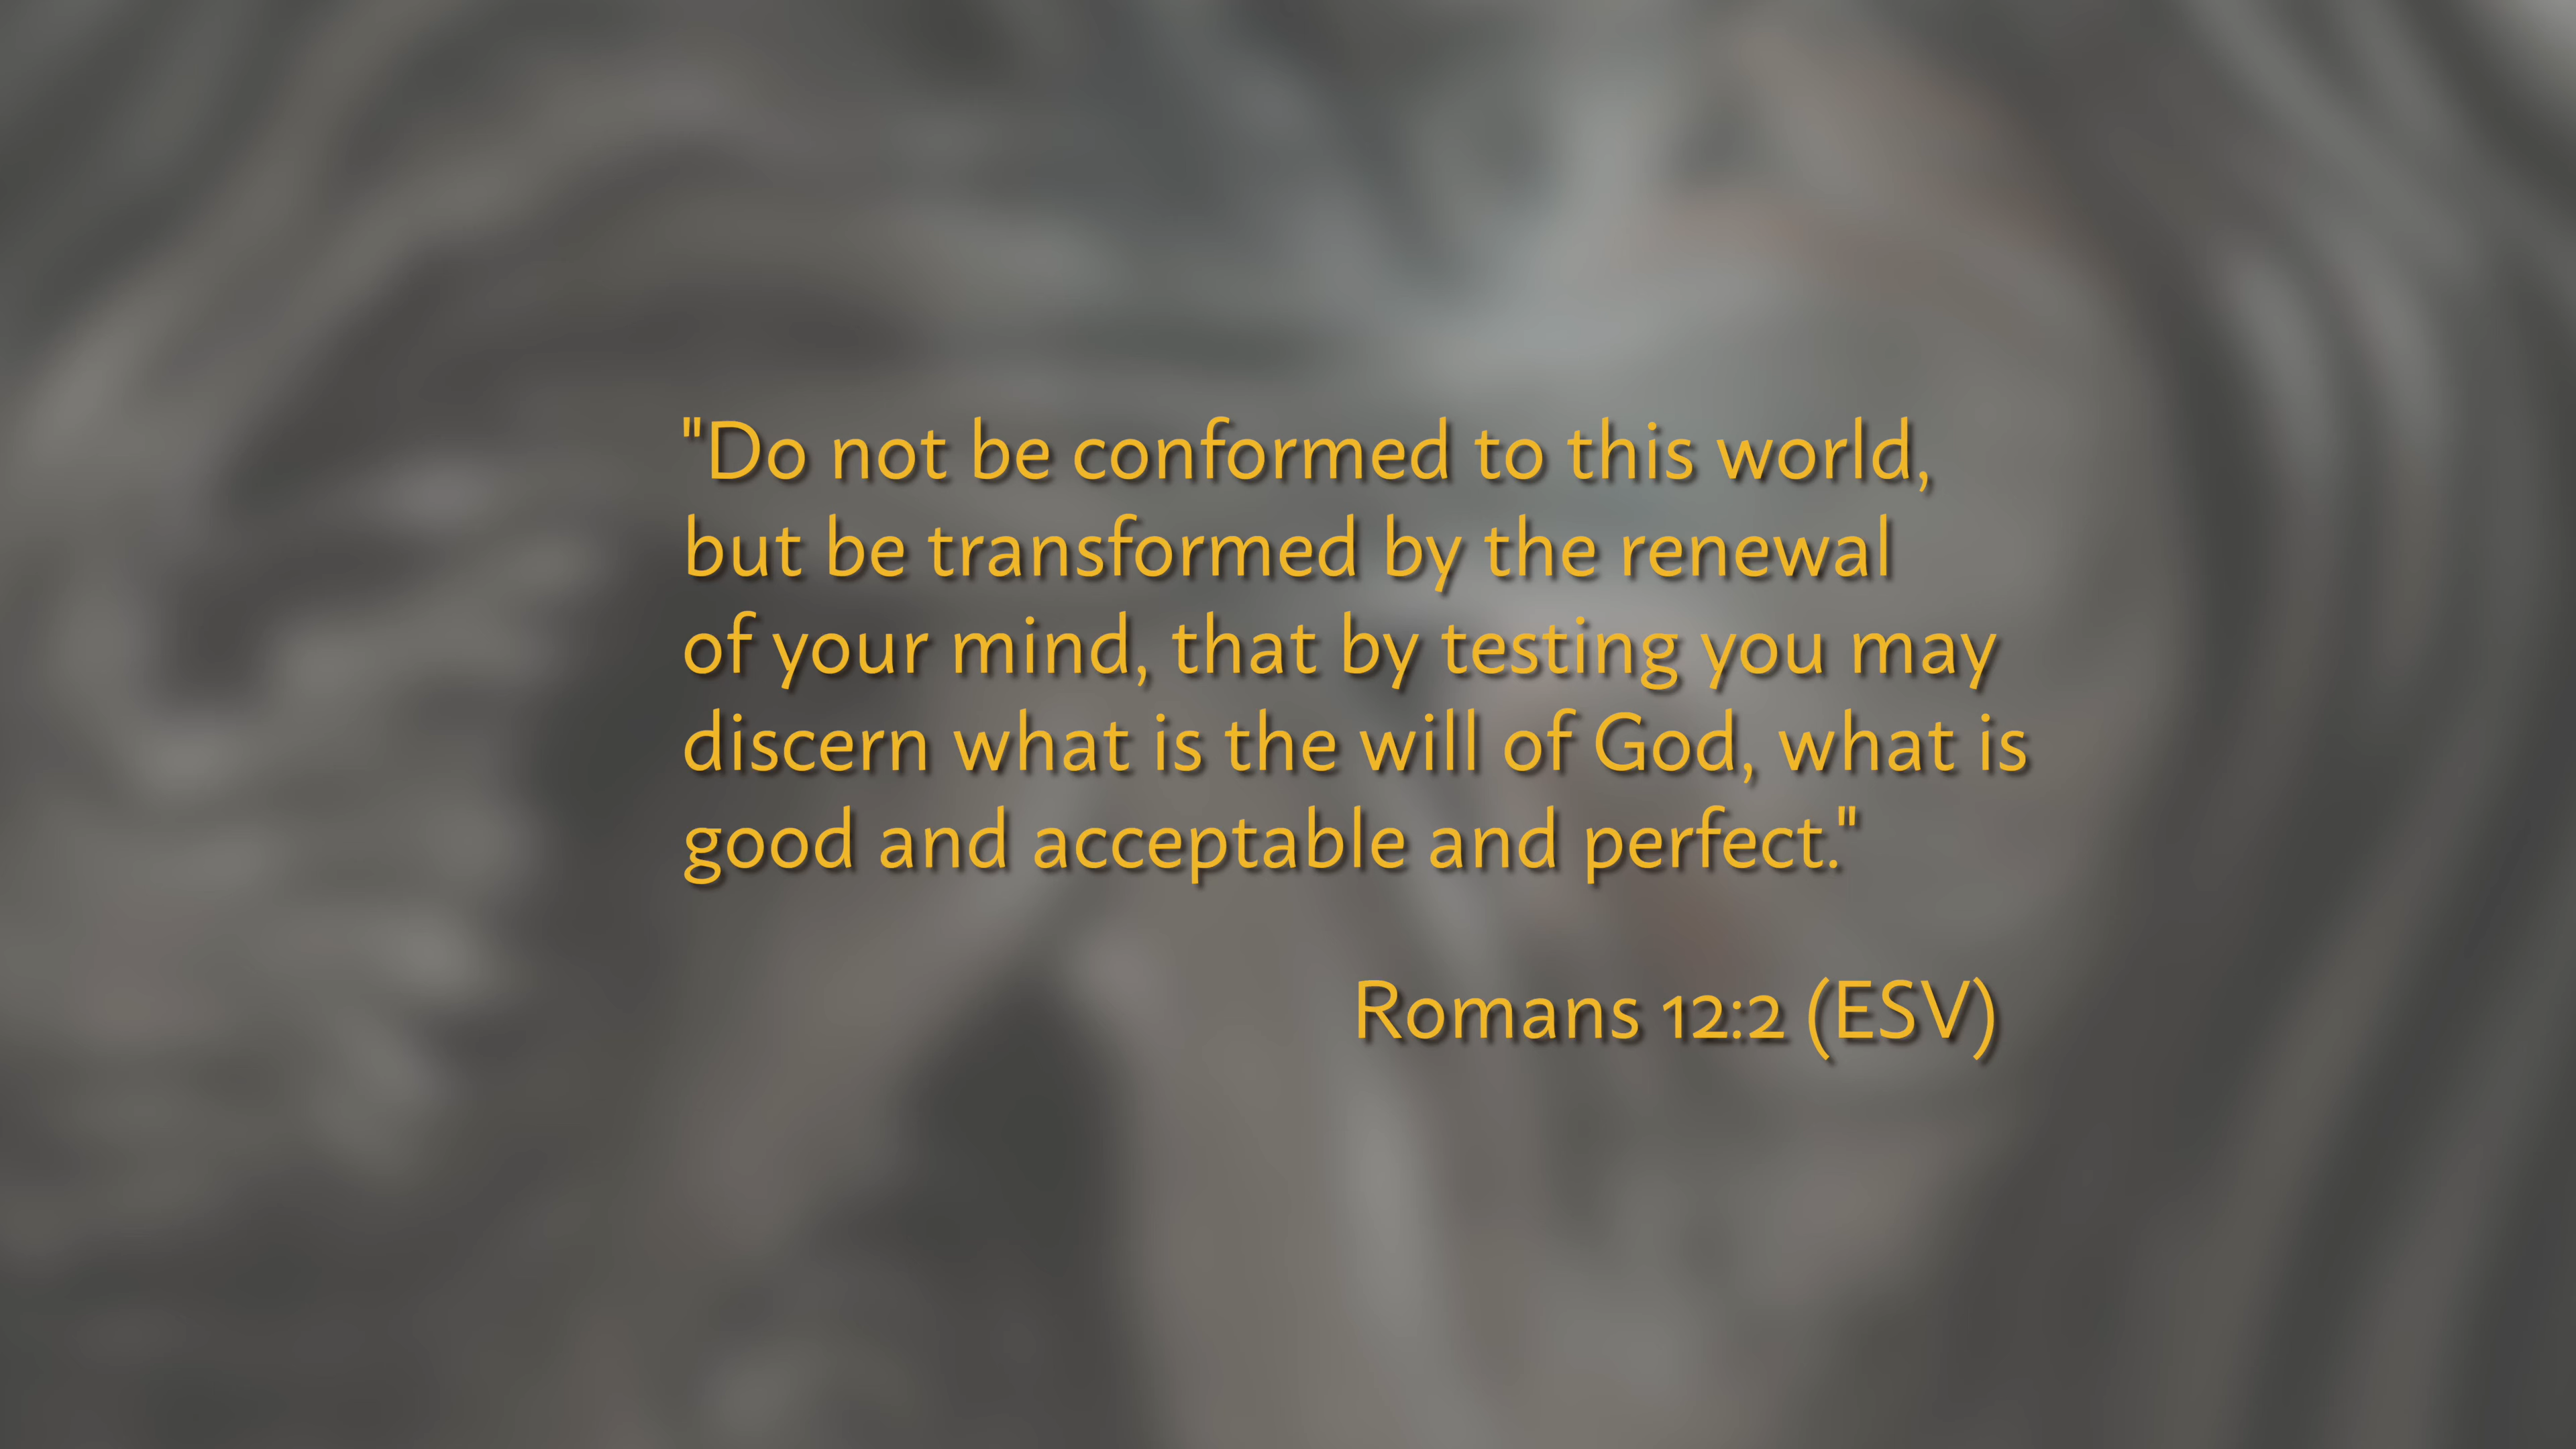 "Do not be conformed to this world,
but be transformed by the renewal
of your mind, that by testing you may
discern what is the will of God, what is
good and acceptable and perfect."
Romans 12:2 (ESV)